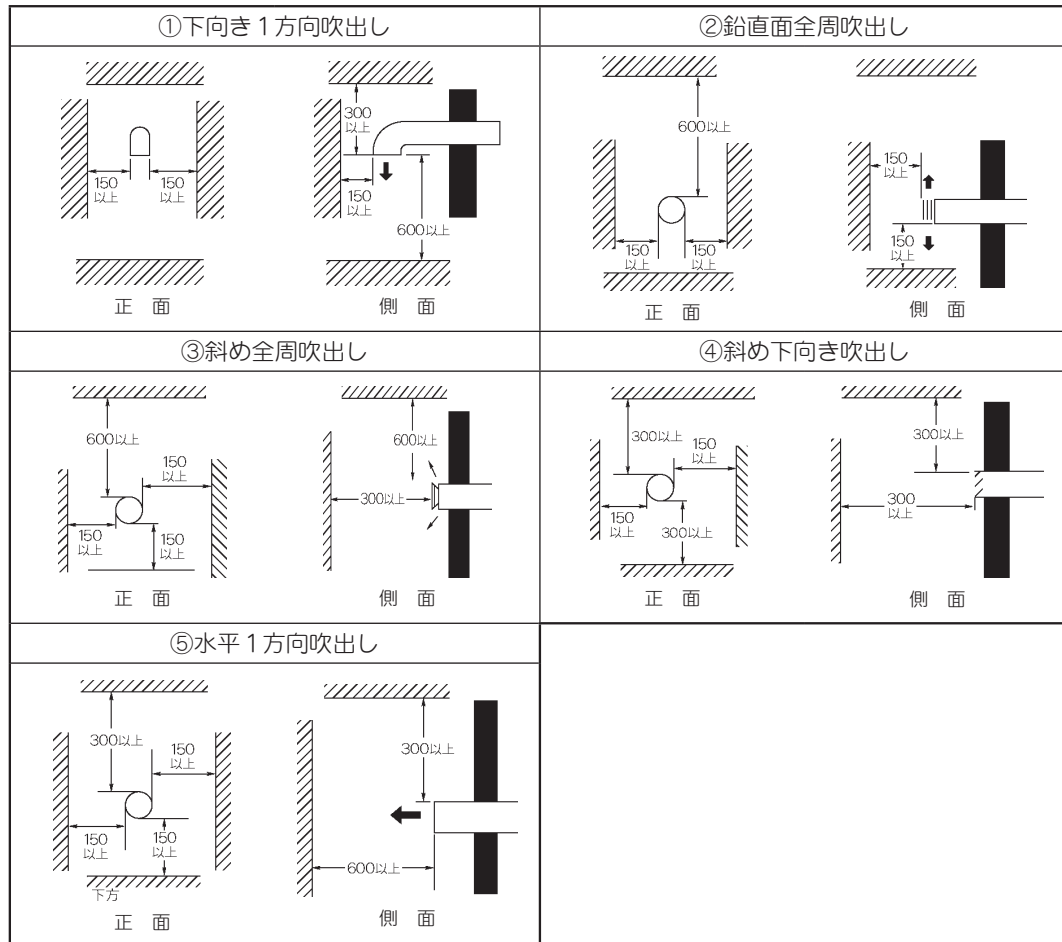 ①下向き1方向吹出し
300
以上
150
以上
150
以上
150
以上
600以上
正 面
側 面
②鉛直面全周吹出し
600以上
150
以上
150
以上
150
以上
150
以上
正 面
側 面
③斜め全周吹出し
600以上
150
以上
150
以上
150
以上
600以上
300以上
正 面
側 面
④斜め下向き吹出し
300以上
150
以上
150
以上
300以上
300以上
300
以上
正 面
側 面
⑤水平1方向吹出し
300以上
150
以上
150
以上
150
以上
下方
300以上
600以上
正 面
側 面